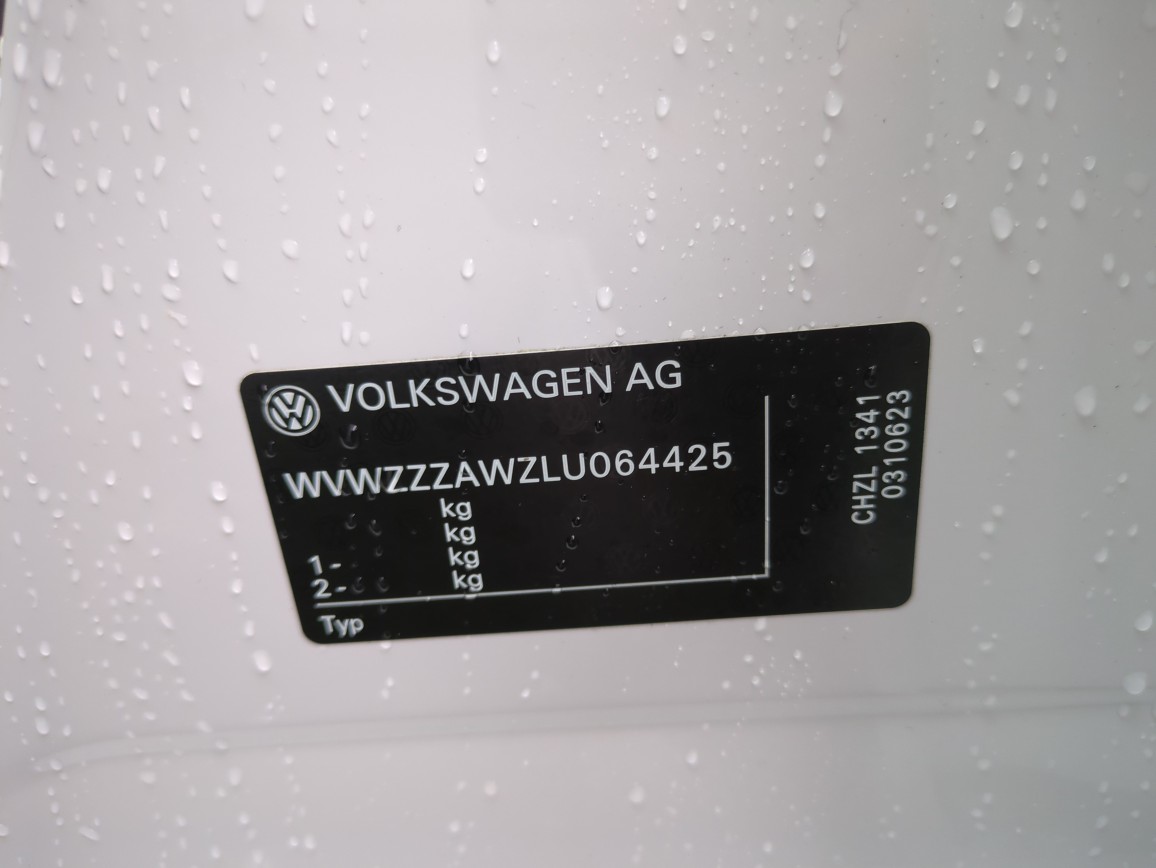 VOLKSWAGEN AG
WVWZZZAWZLU064425
kg
kg
1- kg
2- kg
Typ
CHZL 1341
0310623